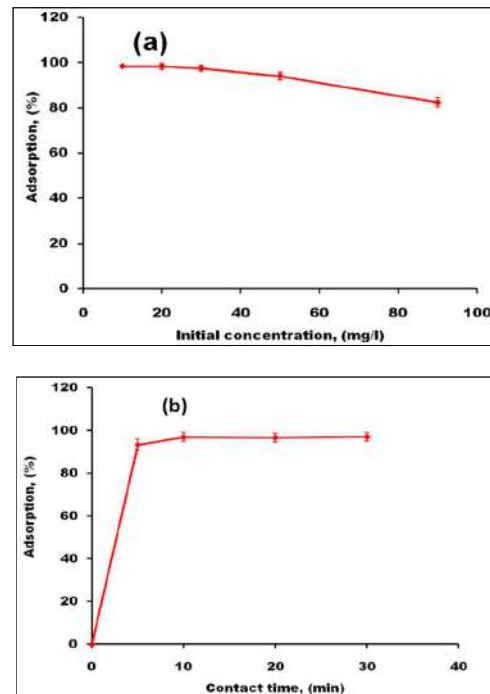 (a)
120
100
80
60
40
20
0
Adsorption, (%)
0 20 40 60 80 100
Initial concentration, (mg/l)
(b)
120
100
80
60
40
20
0
Adsorption, (%)
0 10 20 30 40
Contact time, (min)